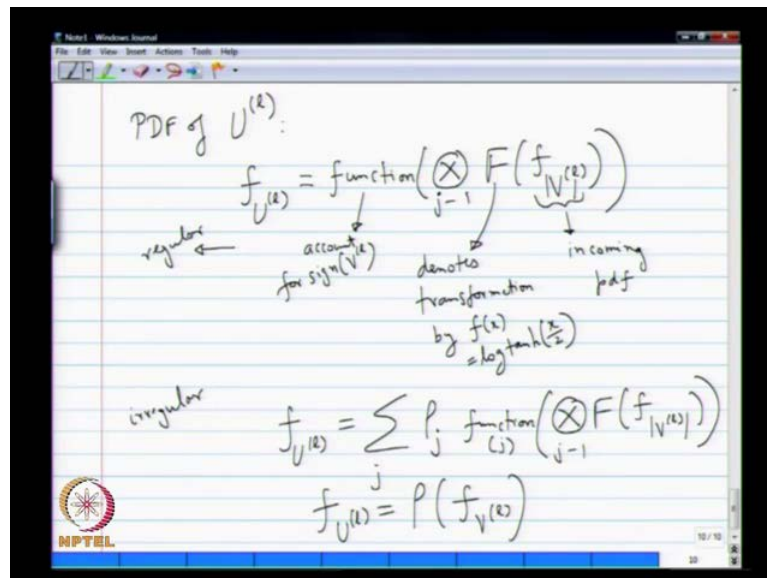 Note1 - Windows Journal
File Edit View Insert Actions Tools Help
PDF of U^(l):
f_U^(l) = function(⊗_{j-1} F(f_|V^(l)|))
regular ←
account for sign(V^(l))
denotes transformation by f(x) = log tanh(x/2)
incoming pdf
irregular
f_U^(l) = Σ_j ρ_j function_(j)(⊗_{j-1} F(f_|V^(l)|))
f_U^(l) = ρ(f_V^(l))
NPTEL
10 / 10
10